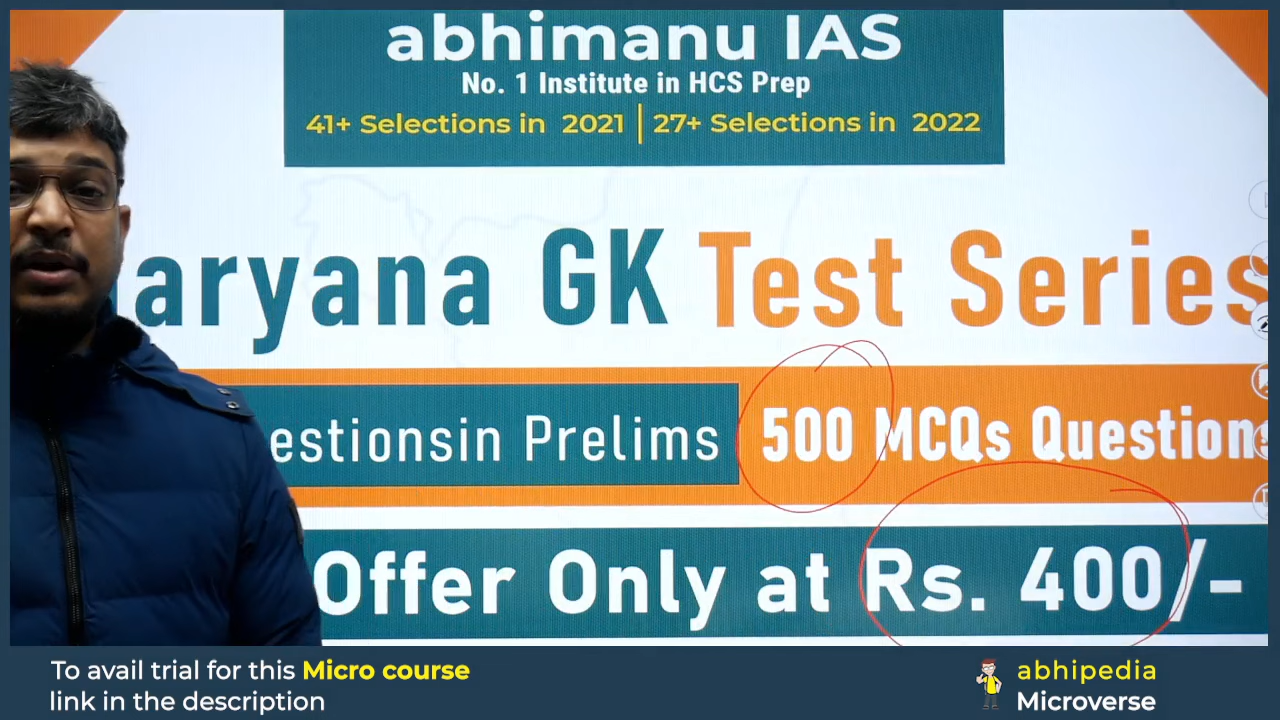 abhimanu IAS
No. 1 Institute in HCS Prep
41+ Selections in 2021 | 27+ Selections in 2022
aryana GK Test Series
estionsin Prelims 500 MCQs Question
Offer Only at Rs. 400/-
To avail trial for this Micro course
link in the description
abhipedia
Microverse